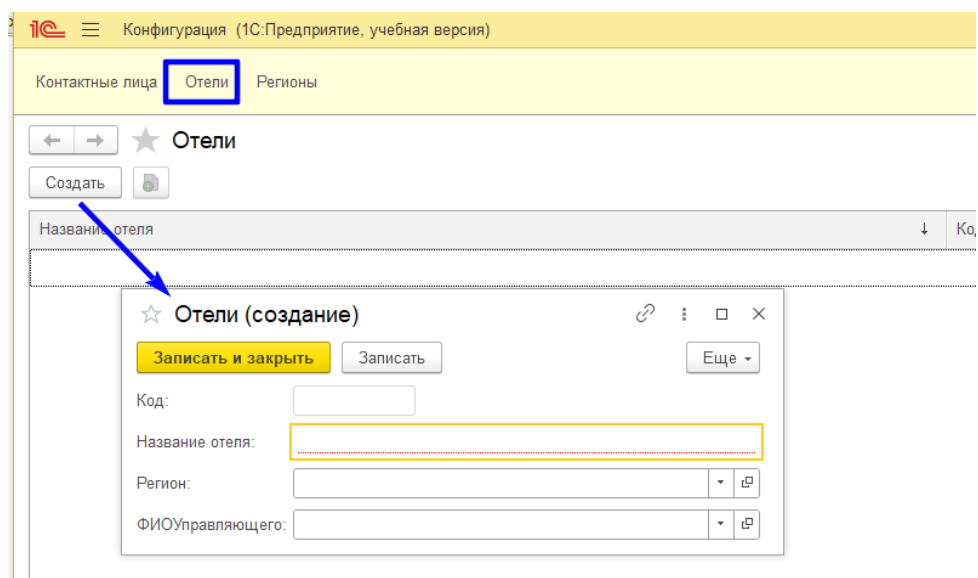 1С Конфигурация (1С:Предприятие, учебная версия)
Контактные лица Отели Регионы
Отели
Создать
Название отеля ↓
Отели (создание)
Записать и закрыть Записать Еще
Код:
Название отеля:
Регион:
ФИОУправляющего: